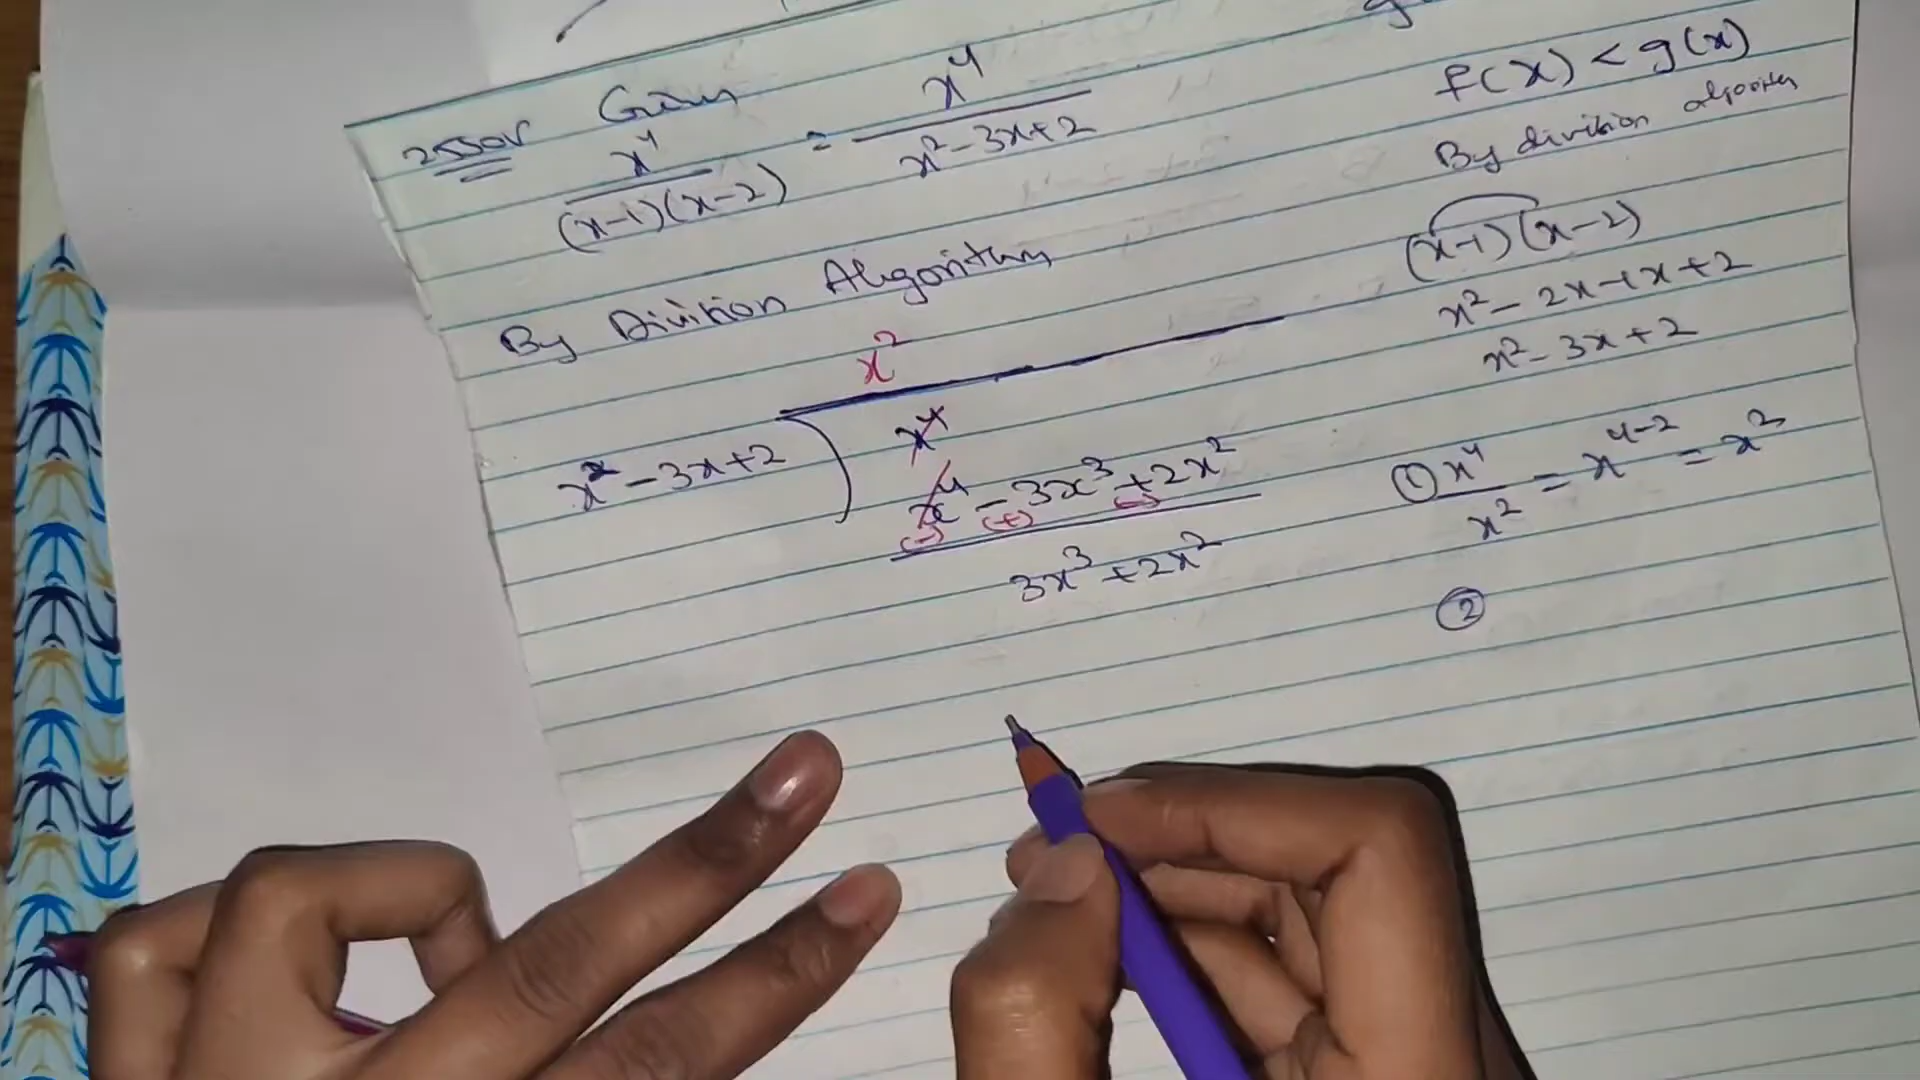 Given
x⁴/(x-1)(x-2) = x⁴/x²-3x+2
By Division Algorithm
x²
x²-3x+2 ) x⁴
x⁴-3x³+2x²
(-) (+) (-)
3x³+2x²
f(x) < g(x)
By division
(x-1)(x-2)
x²-2x-1x+2
x²-3x+2
① x⁴/x² = x⁴⁻² = x²
②